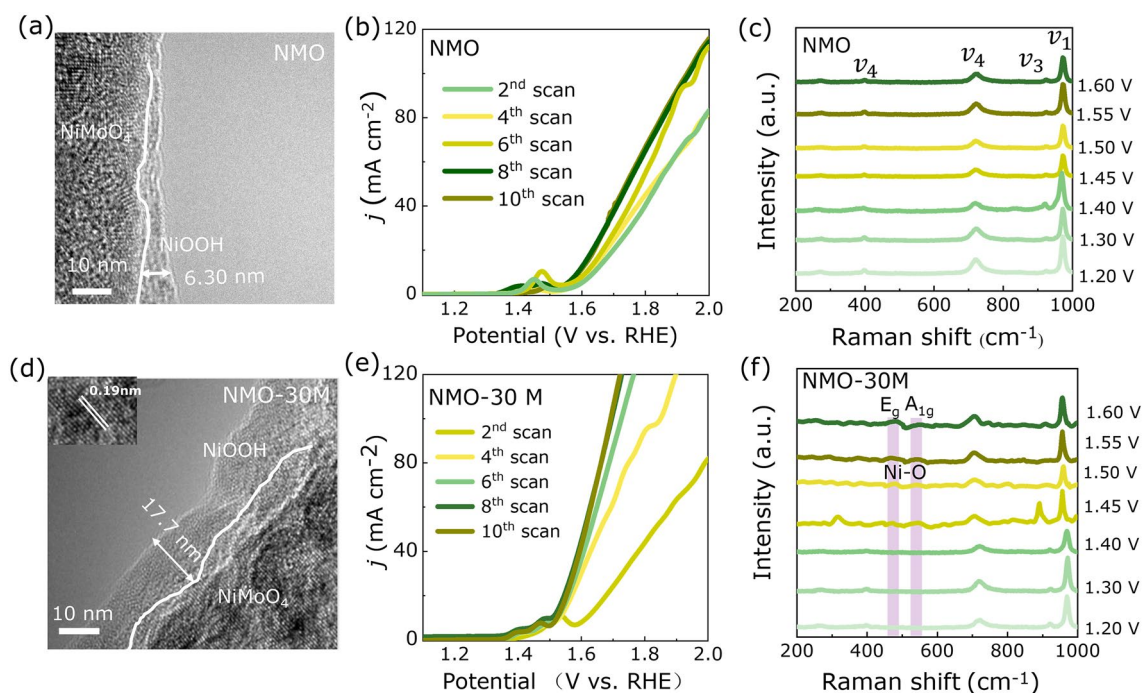 (a)
NMO
NiMoO₄
NiOOH
10 nm
6.30 nm
(b)
NMO
2ⁿᵈ scan
4ᵗʰ scan
6ᵗʰ scan
8ᵗʰ scan
10ᵗʰ scan
j (mA cm⁻²)
120
80
40
0
1.2 1.4 1.6 1.8 2.0
Potential (V vs. RHE)
(c)
NMO
v₄ v₄ v₃ v₁
1.60 V
1.55 V
1.50 V
1.45 V
1.40 V
1.30 V
1.20 V
Intensity (a.u.)
200 400 600 800 1000
Raman shift (cm⁻¹)
(d)
0.19nm
NMO-30M
NiOOH
17.7 nm
NiMoO₄
10 nm
(e)
NMO-30 M
2ⁿᵈ scan
4ᵗʰ scan
6ᵗʰ scan
8ᵗʰ scan
10ᵗʰ scan
j (mA cm⁻²)
120
80
40
0
1.2 1.4 1.6 1.8 2.0
Potential (V vs. RHE)
(f)
NMO-30M
E_g A₁g
Ni-O
1.60 V
1.55 V
1.50 V
1.45 V
1.40 V
1.30 V
1.20 V
Intensity (a.u.)
200 400 600 800 1000
Raman shift (cm⁻¹)